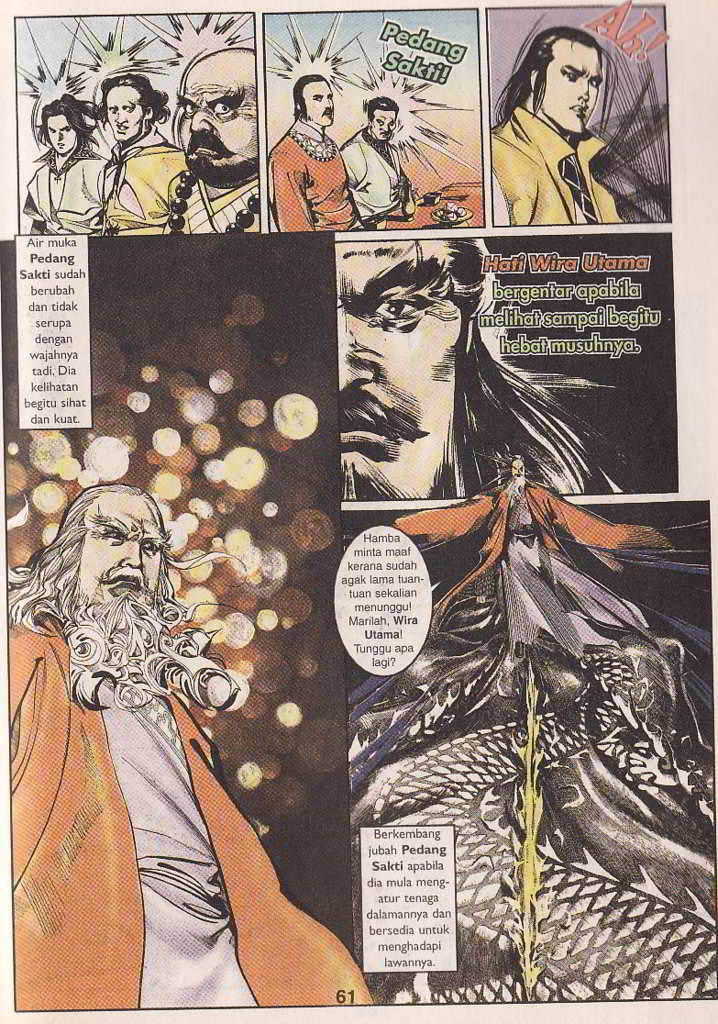 Pedang
Sakti!
Ah!
Air muka
Pedang
Sakti sudah
berubah
dan tidak
serupa
dengan
wajahnya
tadi. Dia
kelihatan
begitu sihat
dan kuat.
Hati Wira Utama
bergentar apabila
melihat sampai begitu
hebat musuhnya.
Hamba
minta maaf
kerana sudah
agak lama tuan-
tuan sekalian
menunggu!
Marilah, Wira
Utama!
Tunggu apa
lagi?
Berkembang
jubah Pedang
Sakti apabila
dia mula meng-
atur tenaga
dalamannya dan
bersedia untuk
menghadapi
lawannya.
61